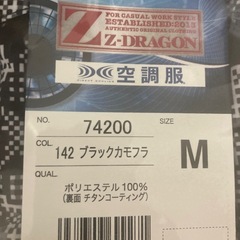 FOR CASUAL WORK STYLE
ESTABLISHED:2013
AUTHENTIC ORIGINAL CLOTHING
Z-DRAGON
空調服
NO. 74200 SIZE
COL. 142 ブラックカモフラ M
QUAL.
ポリエステル100%
(裏面 チタンコーティング)